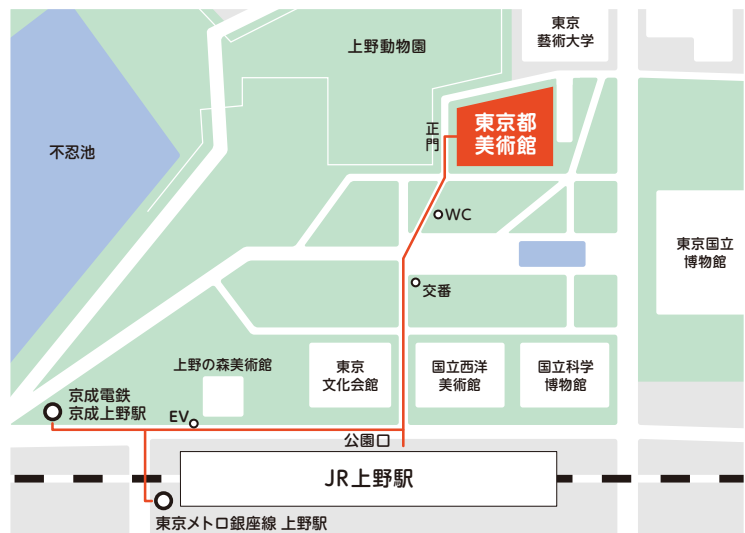 東京
藝術大学
上野動物園
東京都
美術館
正門
不忍池
WC
東京国立
博物館
交番
上野の森美術館
東京
文化会館
国立西洋
美術館
国立科学
博物館
京成電鉄
京成上野駅
EV
公園口
JR上野駅
東京メトロ銀座線 上野駅